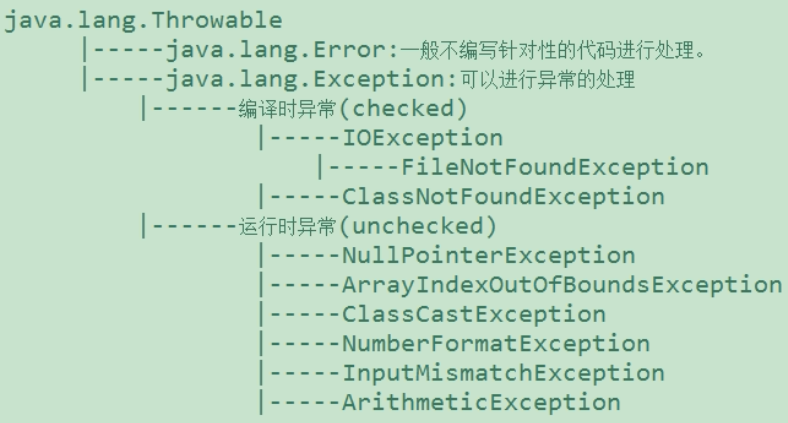 java.lang.Throwable
|-----java.lang.Error:一般不编写针对性的代码进行处理。
|-----java.lang.Exception:可以进行异常的处理
|------编译时异常(checked)
|-----IOException
|-----FileNotFoundException
|-----ClassNotFoundException
|------运行时异常(unchecked)
|-----NullPointerException
|-----ArrayIndexOutOfBoundsException
|-----ClassCastException
|-----NumberFormatException
|-----InputMismatchException
|-----ArithmeticException